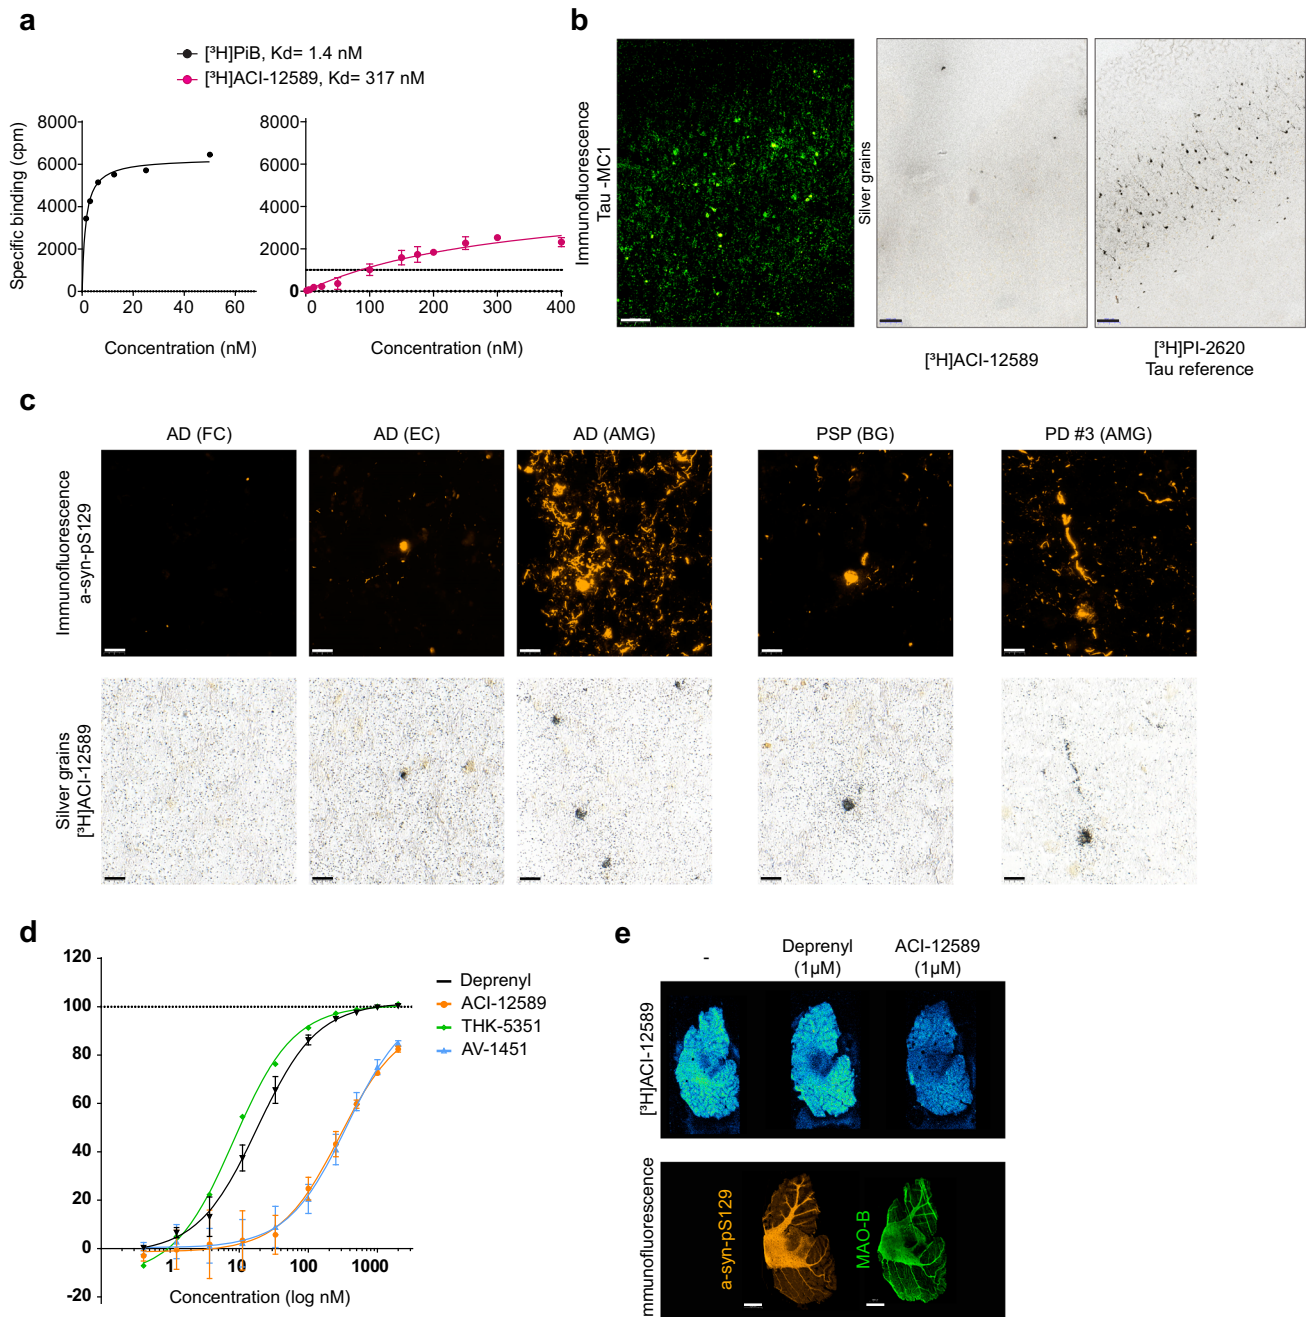 a
[³H]PiB, Kd= 1.4 nM
[³H]ACI-12589, Kd= 317 nM
Specific binding (cpm)
8000
6000
4000
2000
0
0 20 40 60
Concentration (nM)
8000
6000
4000
2000
0
100 200 300 400
Concentration (nM)
b
Immunofluorescence
Tau -MC1
Silver grains
[³H]ACI-12589
[³H]PI-2620
Tau reference
c
AD (FC)
AD (EC)
AD (AMG)
PSP (BG)
PD #3 (AMG)
Immunofluorescence
a-syn-pS129
Silver grains
[³H]ACI-12589
d
120
100
80
60
40
20
0
-20
1 10 100 1000
Concentration (log nM)
Deprenyl
ACI-12589
THK-5351
AV-1451
e
-
Deprenyl
(1µM)
ACI-12589
(1µM)
[³H]ACI-12589
mmunofluorescence
a-syn-pS129
MAO-B